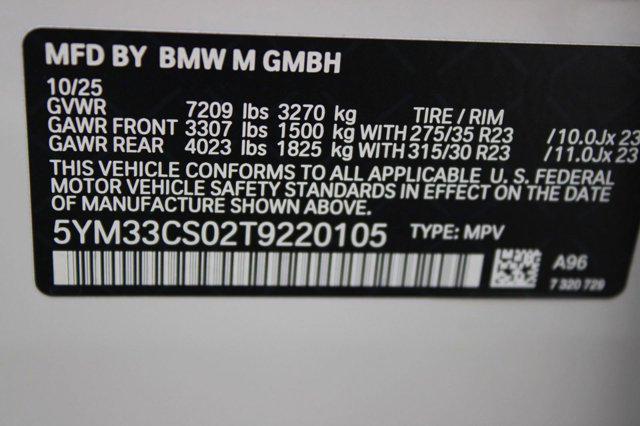 MFD BY BMW M GMBH
10/25
GVWR 7209 lbs 3270 kg TIRE / RIM
GAWR FRONT 3307 lbs 1500 kg WITH 275/35 R23 /10.0Jx 23
GAWR REAR 4023 lbs 1825 kg WITH 315/30 R23 /11.0Jx 23
THIS VEHICLE CONFORMS TO ALL APPLICABLE U.S. FEDERAL
MOTOR VEHICLE SAFETY STANDARDS IN EFFECT ON THE DATE
OF MANUFACTURE SHOWN ABOVE.
5YM33CS02T9220105 TYPE: MPV
A96
7 320 729